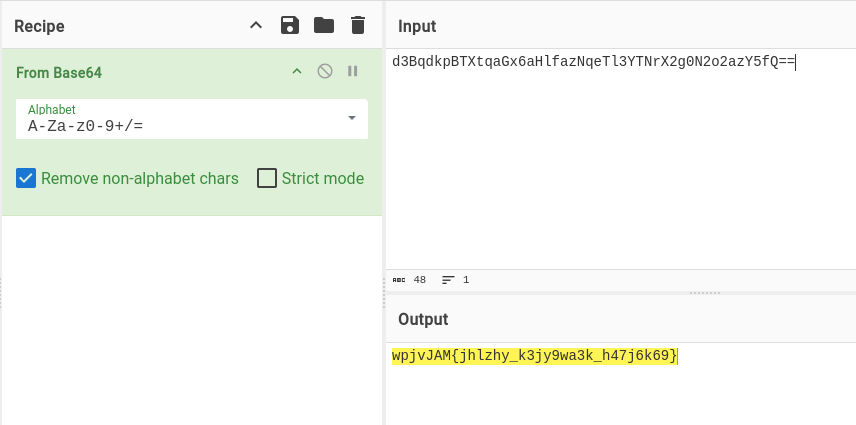 Recipe
From Base64
Alphabet
A-Za-z0-9+/=
Remove non-alphabet chars
Strict mode
Input
d3BqdkpBTXtqaGx6aHlfazNqeTl3YTNrX2g0N2o2azY5fQ==
ABC 48
1
Output
wpjvJAM{jhlzhy_k3jy9wa3k_h47j6k69}